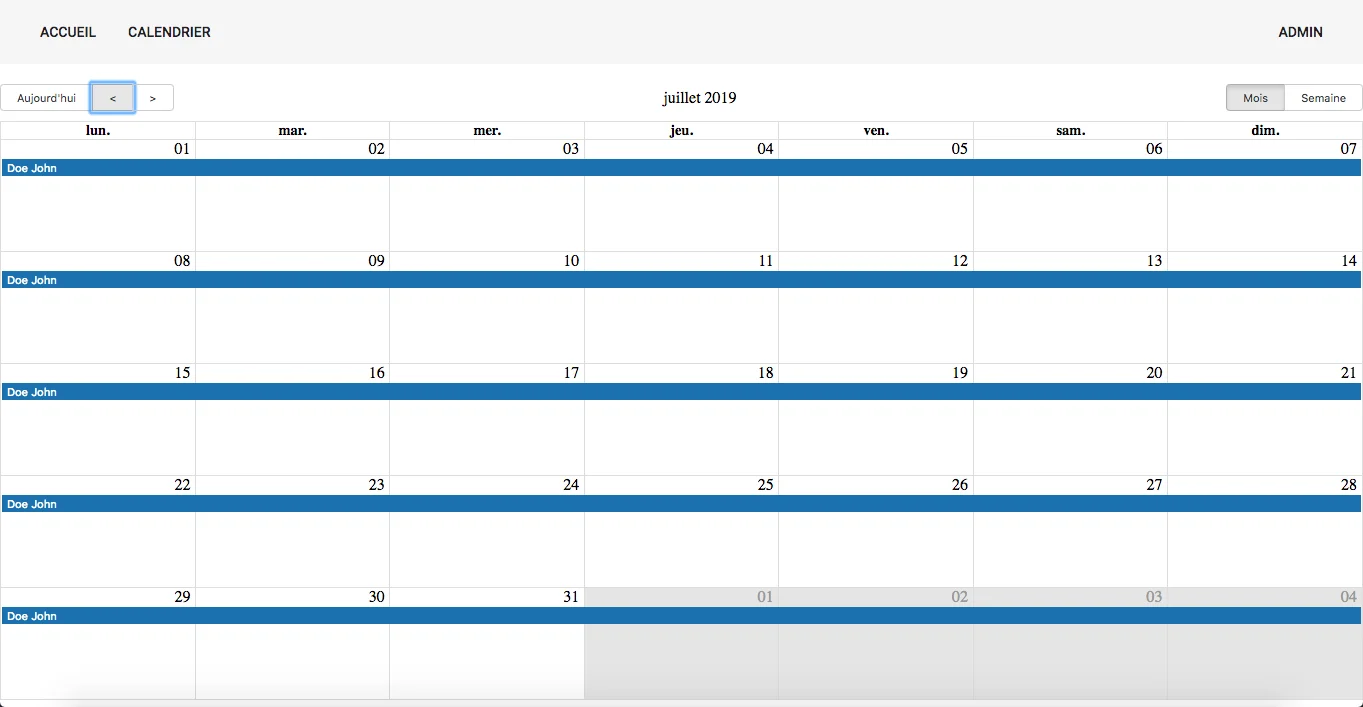 ACCUEIL CALENDRIER ADMIN
Aujourd'hui < > juillet 2019 Mois Semaine
lun. mar. mer. jeu. ven. sam. dim.
01 02 03 04 05 06 07
Doe John
08 09 10 11 12 13 14
Doe John
15 16 17 18 19 20 21
Doe John
22 23 24 25 26 27 28
Doe John
29 30 31 01 02 03 04
Doe John